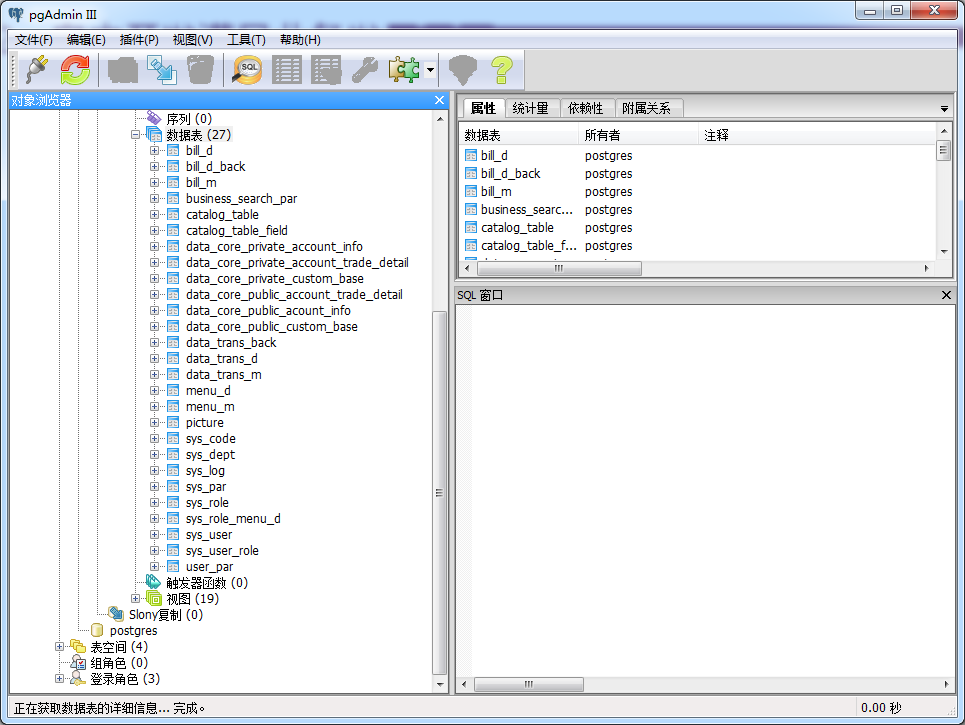 pgAdmin III
文件(F) 编辑(E) 插件(P) 视图(V) 工具(T) 帮助(H)
SQL
对象浏览器
序列 (0)
数据表 (27)
bill_d
bill_d_back
bill_m
business_search_par
catalog_table
catalog_table_field
data_core_private_account_info
data_core_private_account_trade_detail
data_core_private_custom_base
data_core_public_account_trade_detail
data_core_public_acount_info
data_core_public_custom_base
data_trans_back
data_trans_d
data_trans_m
menu_d
menu_m
picture
sys_code
sys_dept
sys_log
sys_par
sys_role
sys_role_menu_d
sys_user
sys_user_role
user_par
触发器函数 (0)
视图 (19)
Slony复制 (0)
postgres
表空间 (4)
组角色 (0)
登录角色 (3)
属性 统计量 依赖性 附属关系
数据表 所有者 注释
bill_d postgres
bill_d_back postgres
bill_m postgres
business_searc... postgres
catalog_table postgres
catalog_table_f... postgres
SQL 窗口
正在获取数据表的详细信息... 完成。 0.00 秒